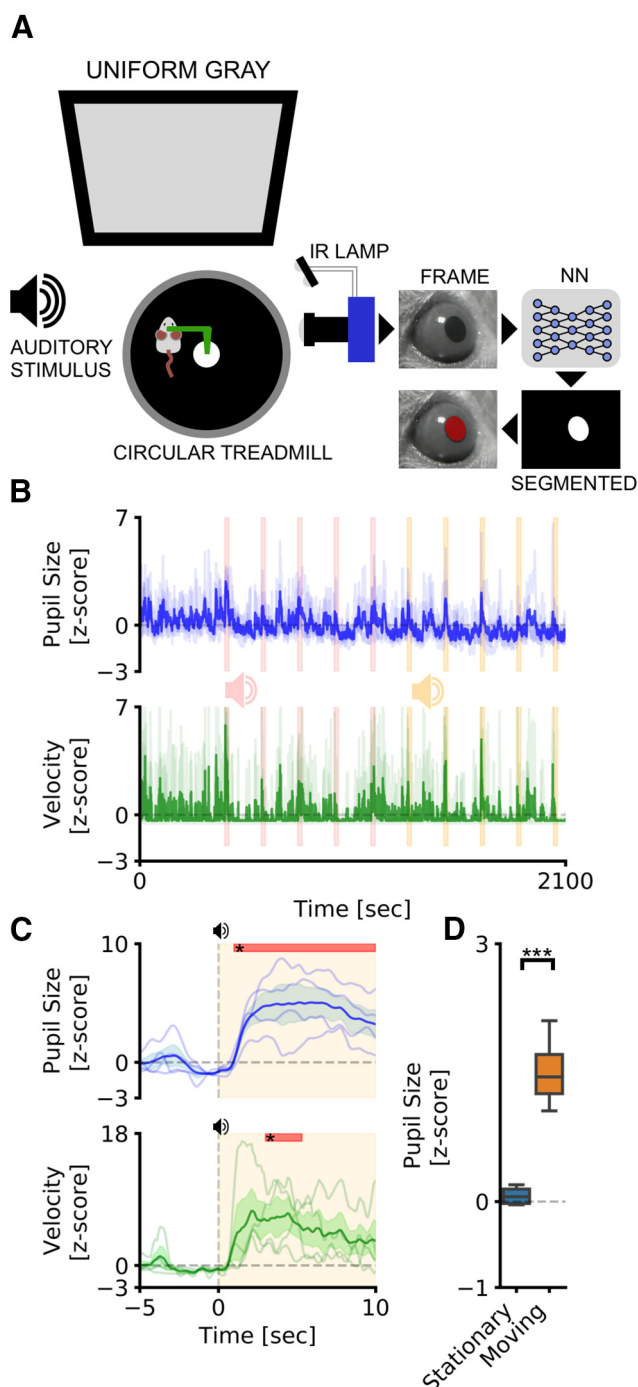 A
UNIFORM GRAY
IR LAMP
FRAME
NN
AUDITORY
STIMULUS
CIRCULAR TREADMILL
SEGMENTED
B
7
0
−3
Pupil Size
[z-score]
7
0
−3
Velocity
[z-score]
0
2100
Time [sec]
C
10
0
−3
Pupil Size
[z-score]
*
18
0
−3
Velocity
[z-score]
*
−5
0
10
Time [sec]
D
3
0
−1
Pupil Size
[z-score]
***
Stationary
Moving